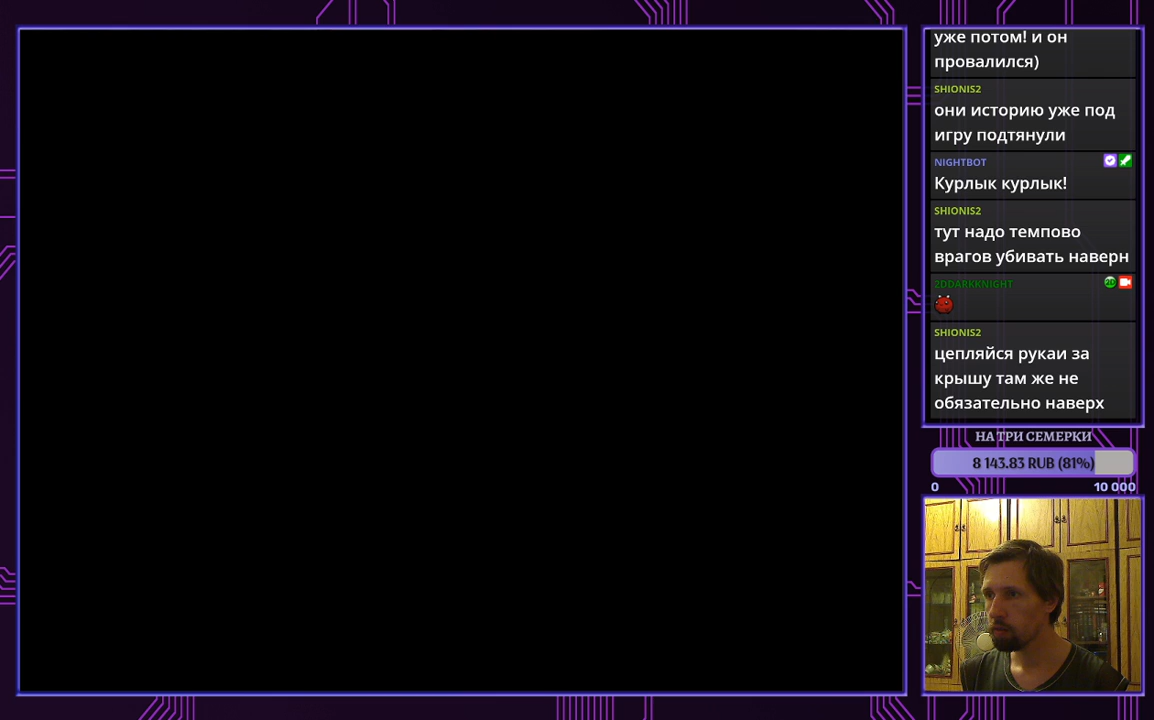 уже потом! и он
провалился)
SHIONIS2
они историю уже под
игру подтянули
NIGHTBOT
Курлык курлык!
SHIONIS2
тут надо темпово
врагов убивать наверн
2DDARKKNIGHT
SHIONIS2
цепляйся рукаи за
крышу там же не
обязательно наверх
НА ТРИ СЕМЕРКИ
8 143.83 RUB (81%)
0 10 000